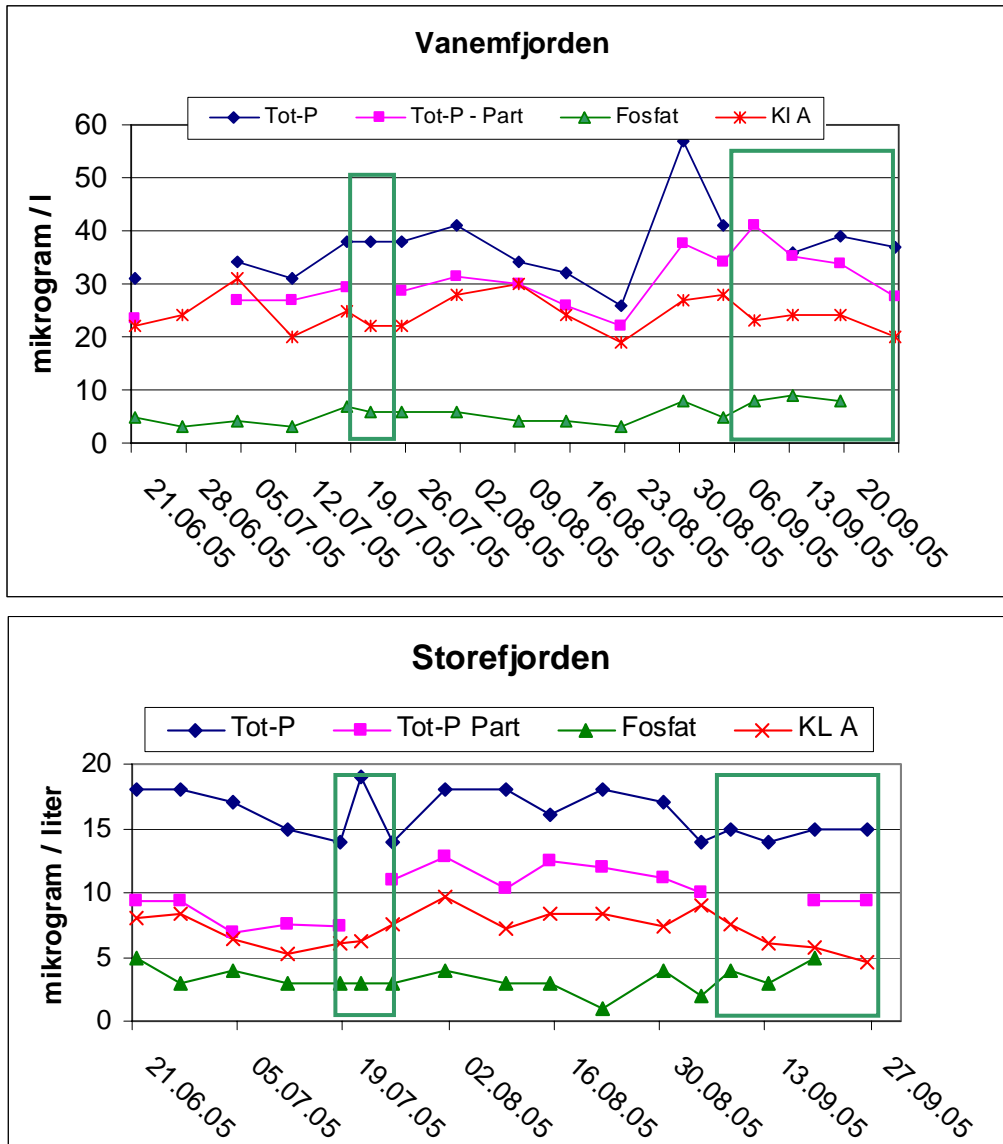 Vanemfjorden
Tot-P Tot-P - Part Fosfat Kl A
mikrogram / l
60
50
40
30
20
10
0
21.06.05 28.06.05 05.07.05 12.07.05 19.07.05 26.07.05 02.08.05 09.08.05 16.08.05 23.08.05 30.08.05 06.09.05 13.09.05 20.09.05
Storefjorden
Tot-P Tot-P Part Fosfat KL A
mikrogram / liter
20
15
10
5
0
21.06.05 05.07.05 19.07.05 02.08.05 16.08.05 30.08.05 13.09.05 27.09.05